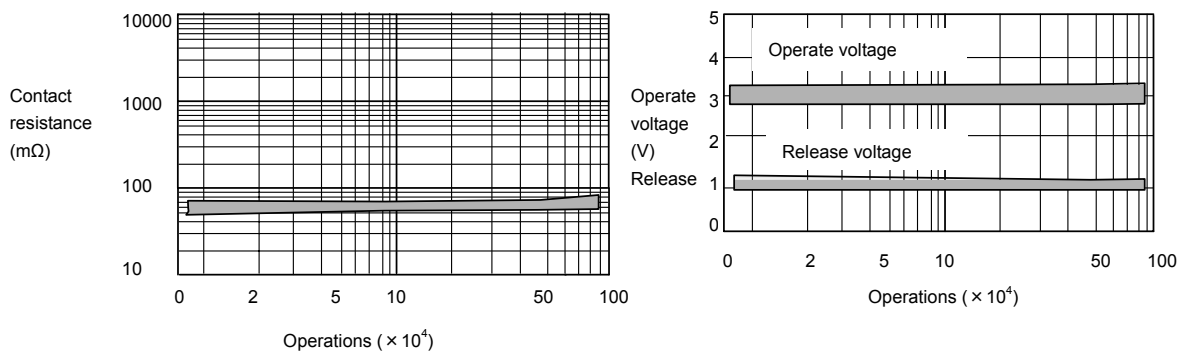 10000
1000
100
10
Contact
resistance
(mΩ)
0 2 5 10 50 100
Operations ( × 10⁴)
5
4
3
2
1
0
Operate
voltage
(V)
Release
Operate voltage
Release voltage
0 2 5 10 50 100
Operations ( × 10⁴)